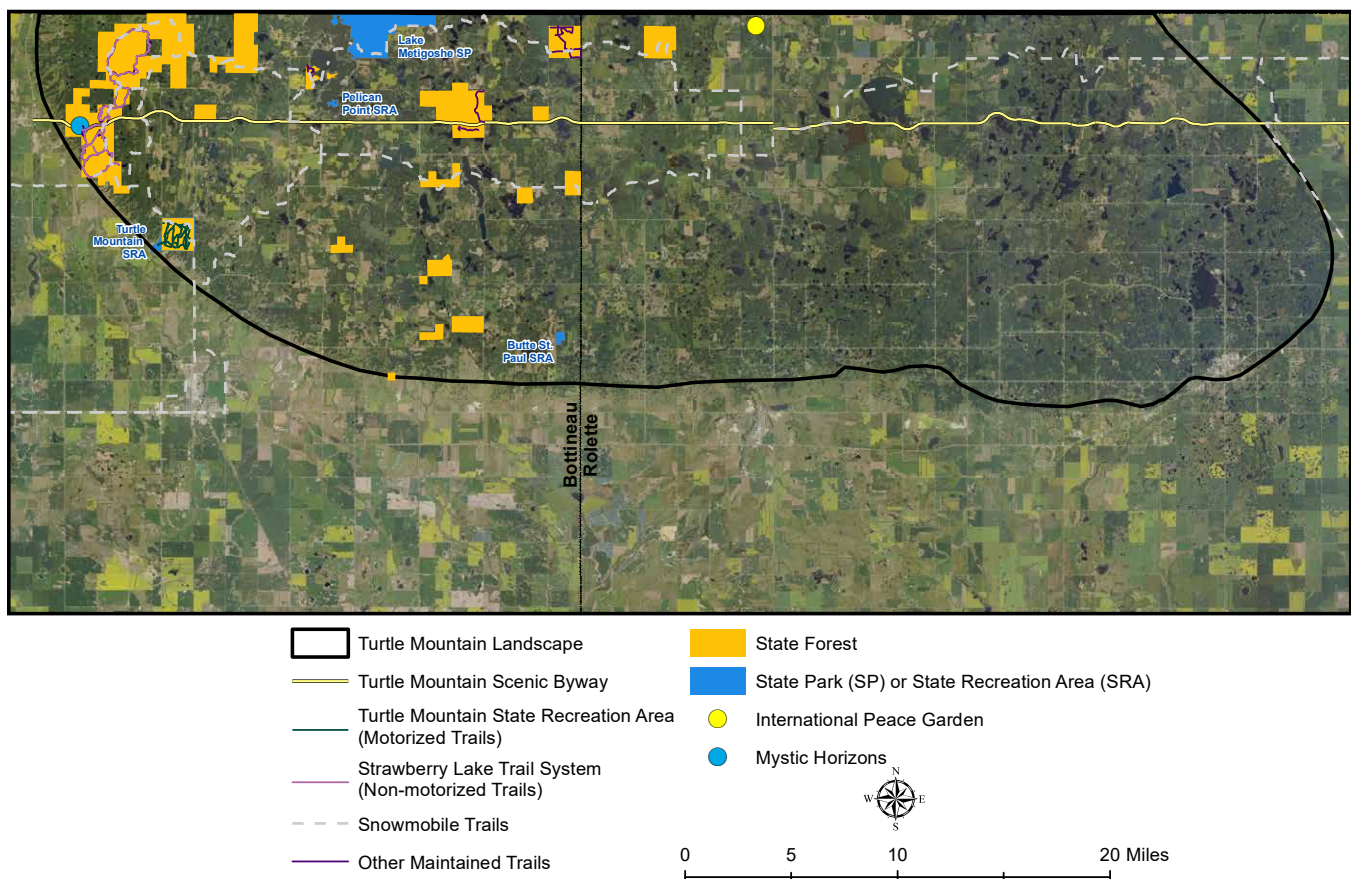 Lake
Metigoshe SP
Pelican
Point SRA
Turtle
Mountain
SRA
Butte St.
Paul SRA
Bottineau
Rolette
Turtle Mountain Landscape
Turtle Mountain Scenic Byway
Turtle Mountain State Recreation Area
(Motorized Trails)
Strawberry Lake Trail System
(Non-motorized Trails)
Snowmobile Trails
Other Maintained Trails
State Forest
State Park (SP) or State Recreation Area (SRA)
International Peace Garden
Mystic Horizons
N
W E
S
0 5 10 20 Miles